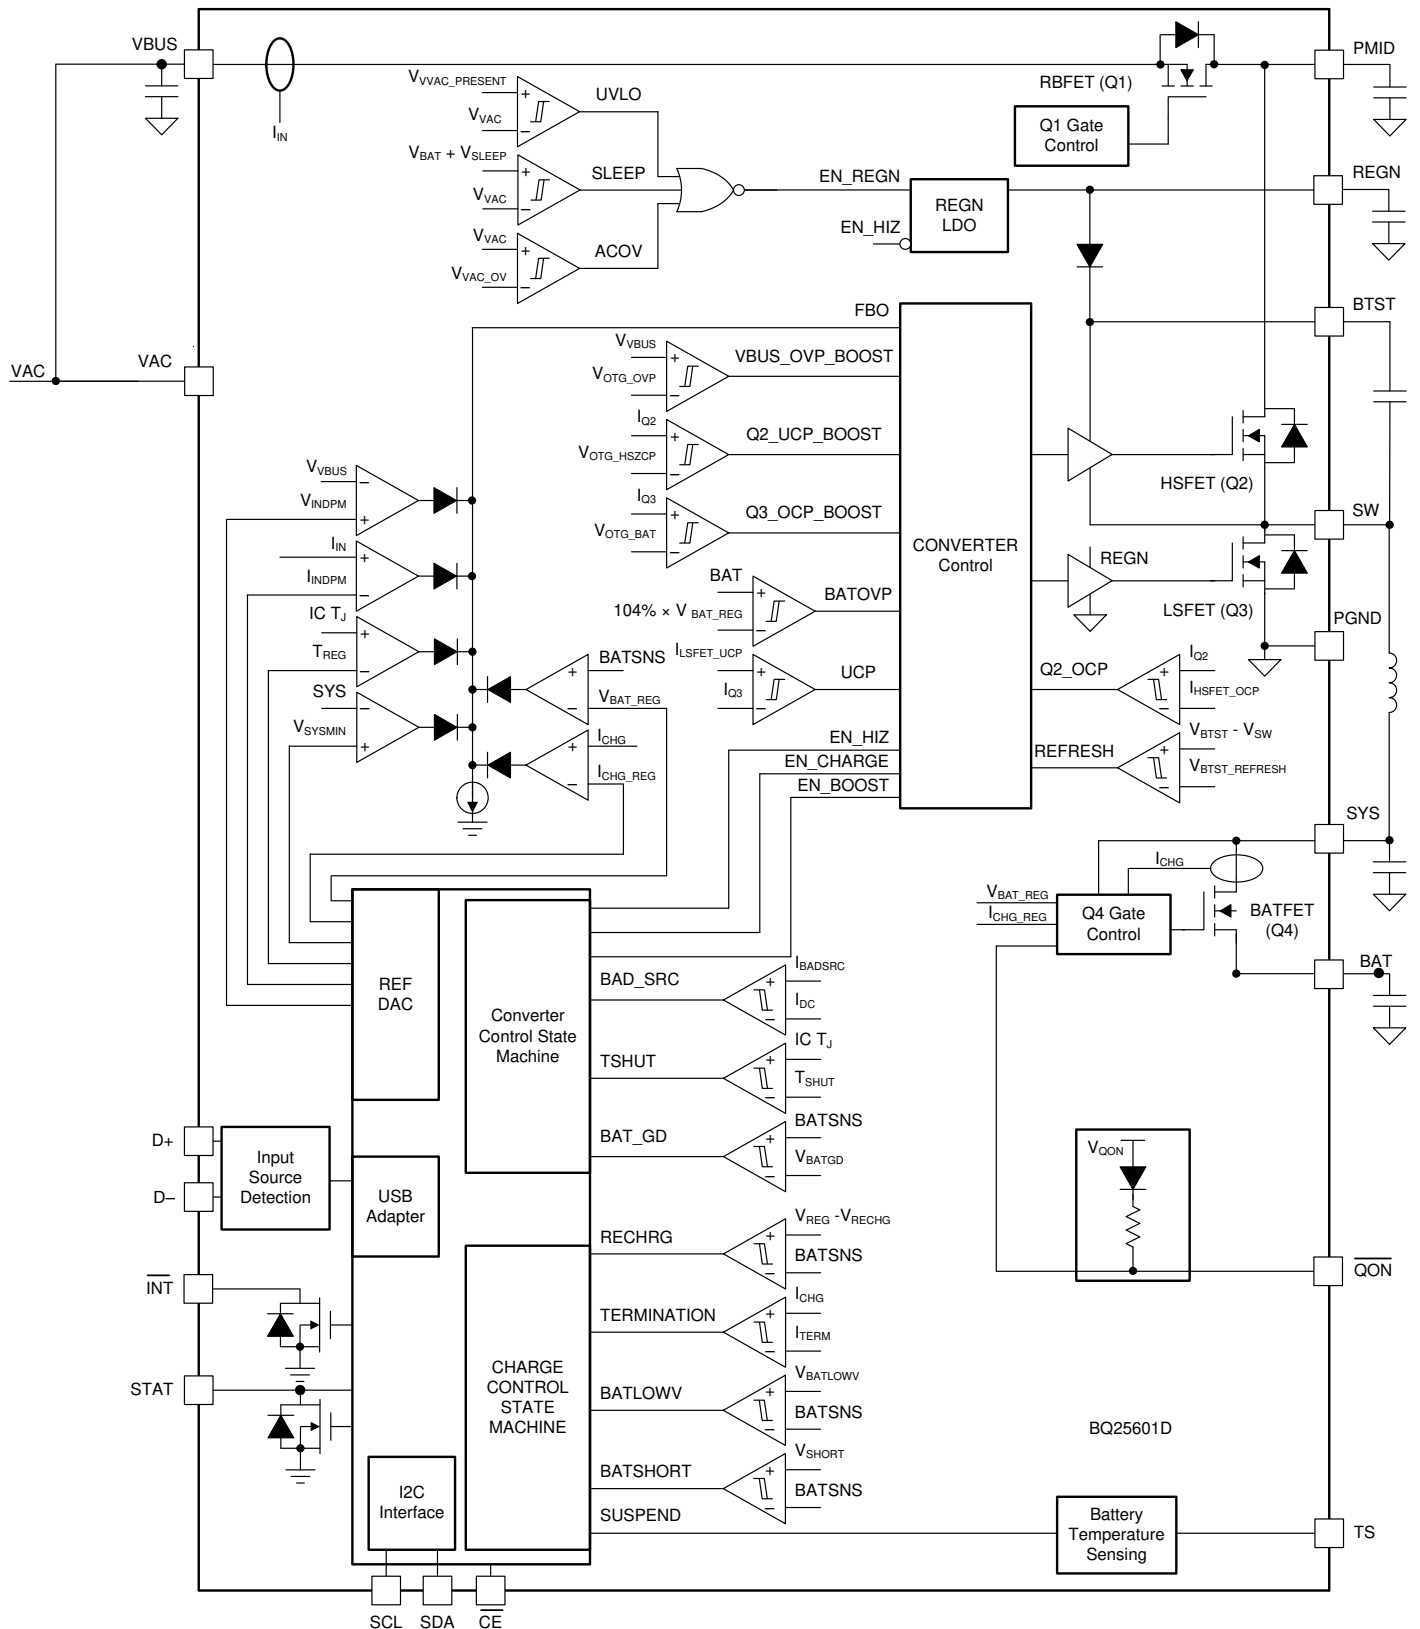 VBUS
PMID
RBFET (Q1)
I_IN
V_VVAC_PRESENT
UVLO
V_VAC
Q1 Gate
Control
V_BAT + V_SLEEP
SLEEP
V_VAC
EN_REGN
REGN
LDO
REGN
EN_HIZ
V_VAC
ACOV
V_VAC_OV
FBO
BTST
VAC
VAC
V_VBUS
VBUS_OVP_BOOST
V_OTG_OVP
I_Q2
Q2_UCP_BOOST
V_OTG_HSZCP
HSFET (Q2)
V_VBUS
V_INDPM
I_Q3
Q3_OCP_BOOST
V_OTG_BAT
SW
CONVERTER
Control
REGN
I_IN
I_INDPM
BAT
BATOVP
104% × V_BAT_REG
LSFET (Q3)
PGND
IC T_J
T_REG
I_LSFET_UCP
UCP
I_Q3
Q2_OCP
I_Q2
I_HSFET_OCP
BATSNS
V_BAT_REG
SYS
V_SYSMIN
I_CHG
I_CHG_REG
EN_HIZ
EN_CHARGE
EN_BOOST
REFRESH
V_BTST - V_SW
V_BTST_REFRESH
SYS
I_CHG
V_BAT_REG
I_CHG_REG
Q4 Gate
Control
BATFET
(Q4)
BAT
REF
DAC
Converter
Control State
Machine
BAD_SRC
I_BADSRC
I_DC
TSHUT
IC T_J
T_SHUT
BAT_GD
BATSNS
V_BATGD
D+
D–
Input
Source
Detection
USB
Adapter
V_QON
QON
RECHRG
V_REG -V_RECHG
BATSNS
INT
TERMINATION
I_CHG
I_TERM
STAT
CHARGE
CONTROL
STATE
MACHINE
BATLOWV
V_BATLOWV
BATSNS
BQ25601D
I2C
Interface
BATSHORT
V_SHORT
BATSNS
SUSPEND
Battery
Temperature
Sensing
TS
SCL
SDA
CE